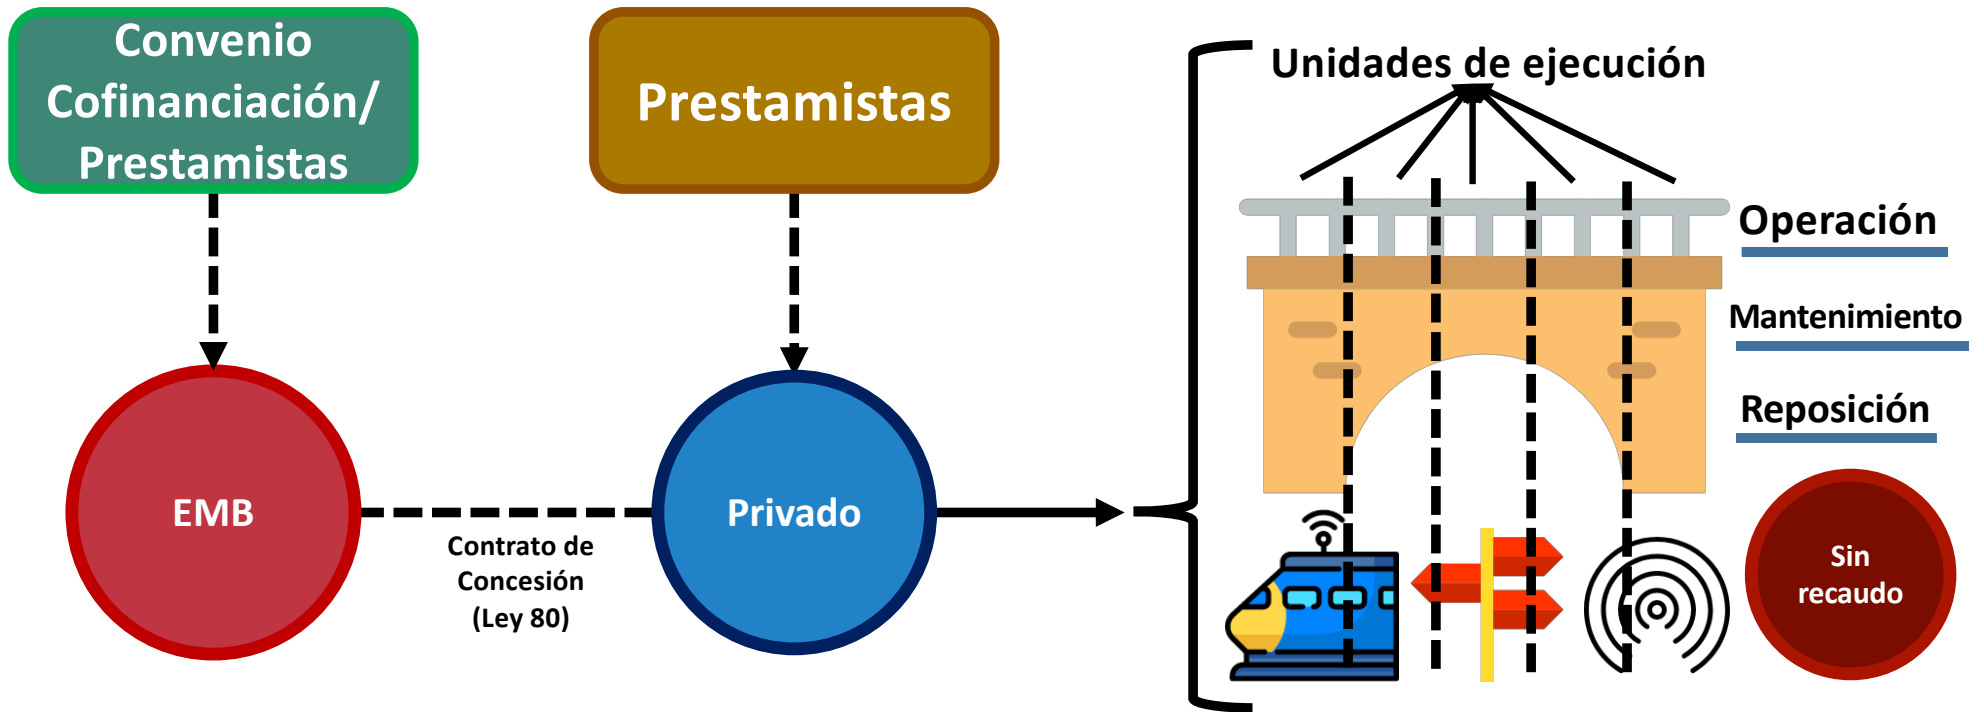 Convenio
Cofinanciación/
Prestamistas
Prestamistas
Unidades de ejecución
Operación
Mantenimiento
Reposición
EMB
Contrato de
Concesión
(Ley 80)
Privado
Sin
recaudo